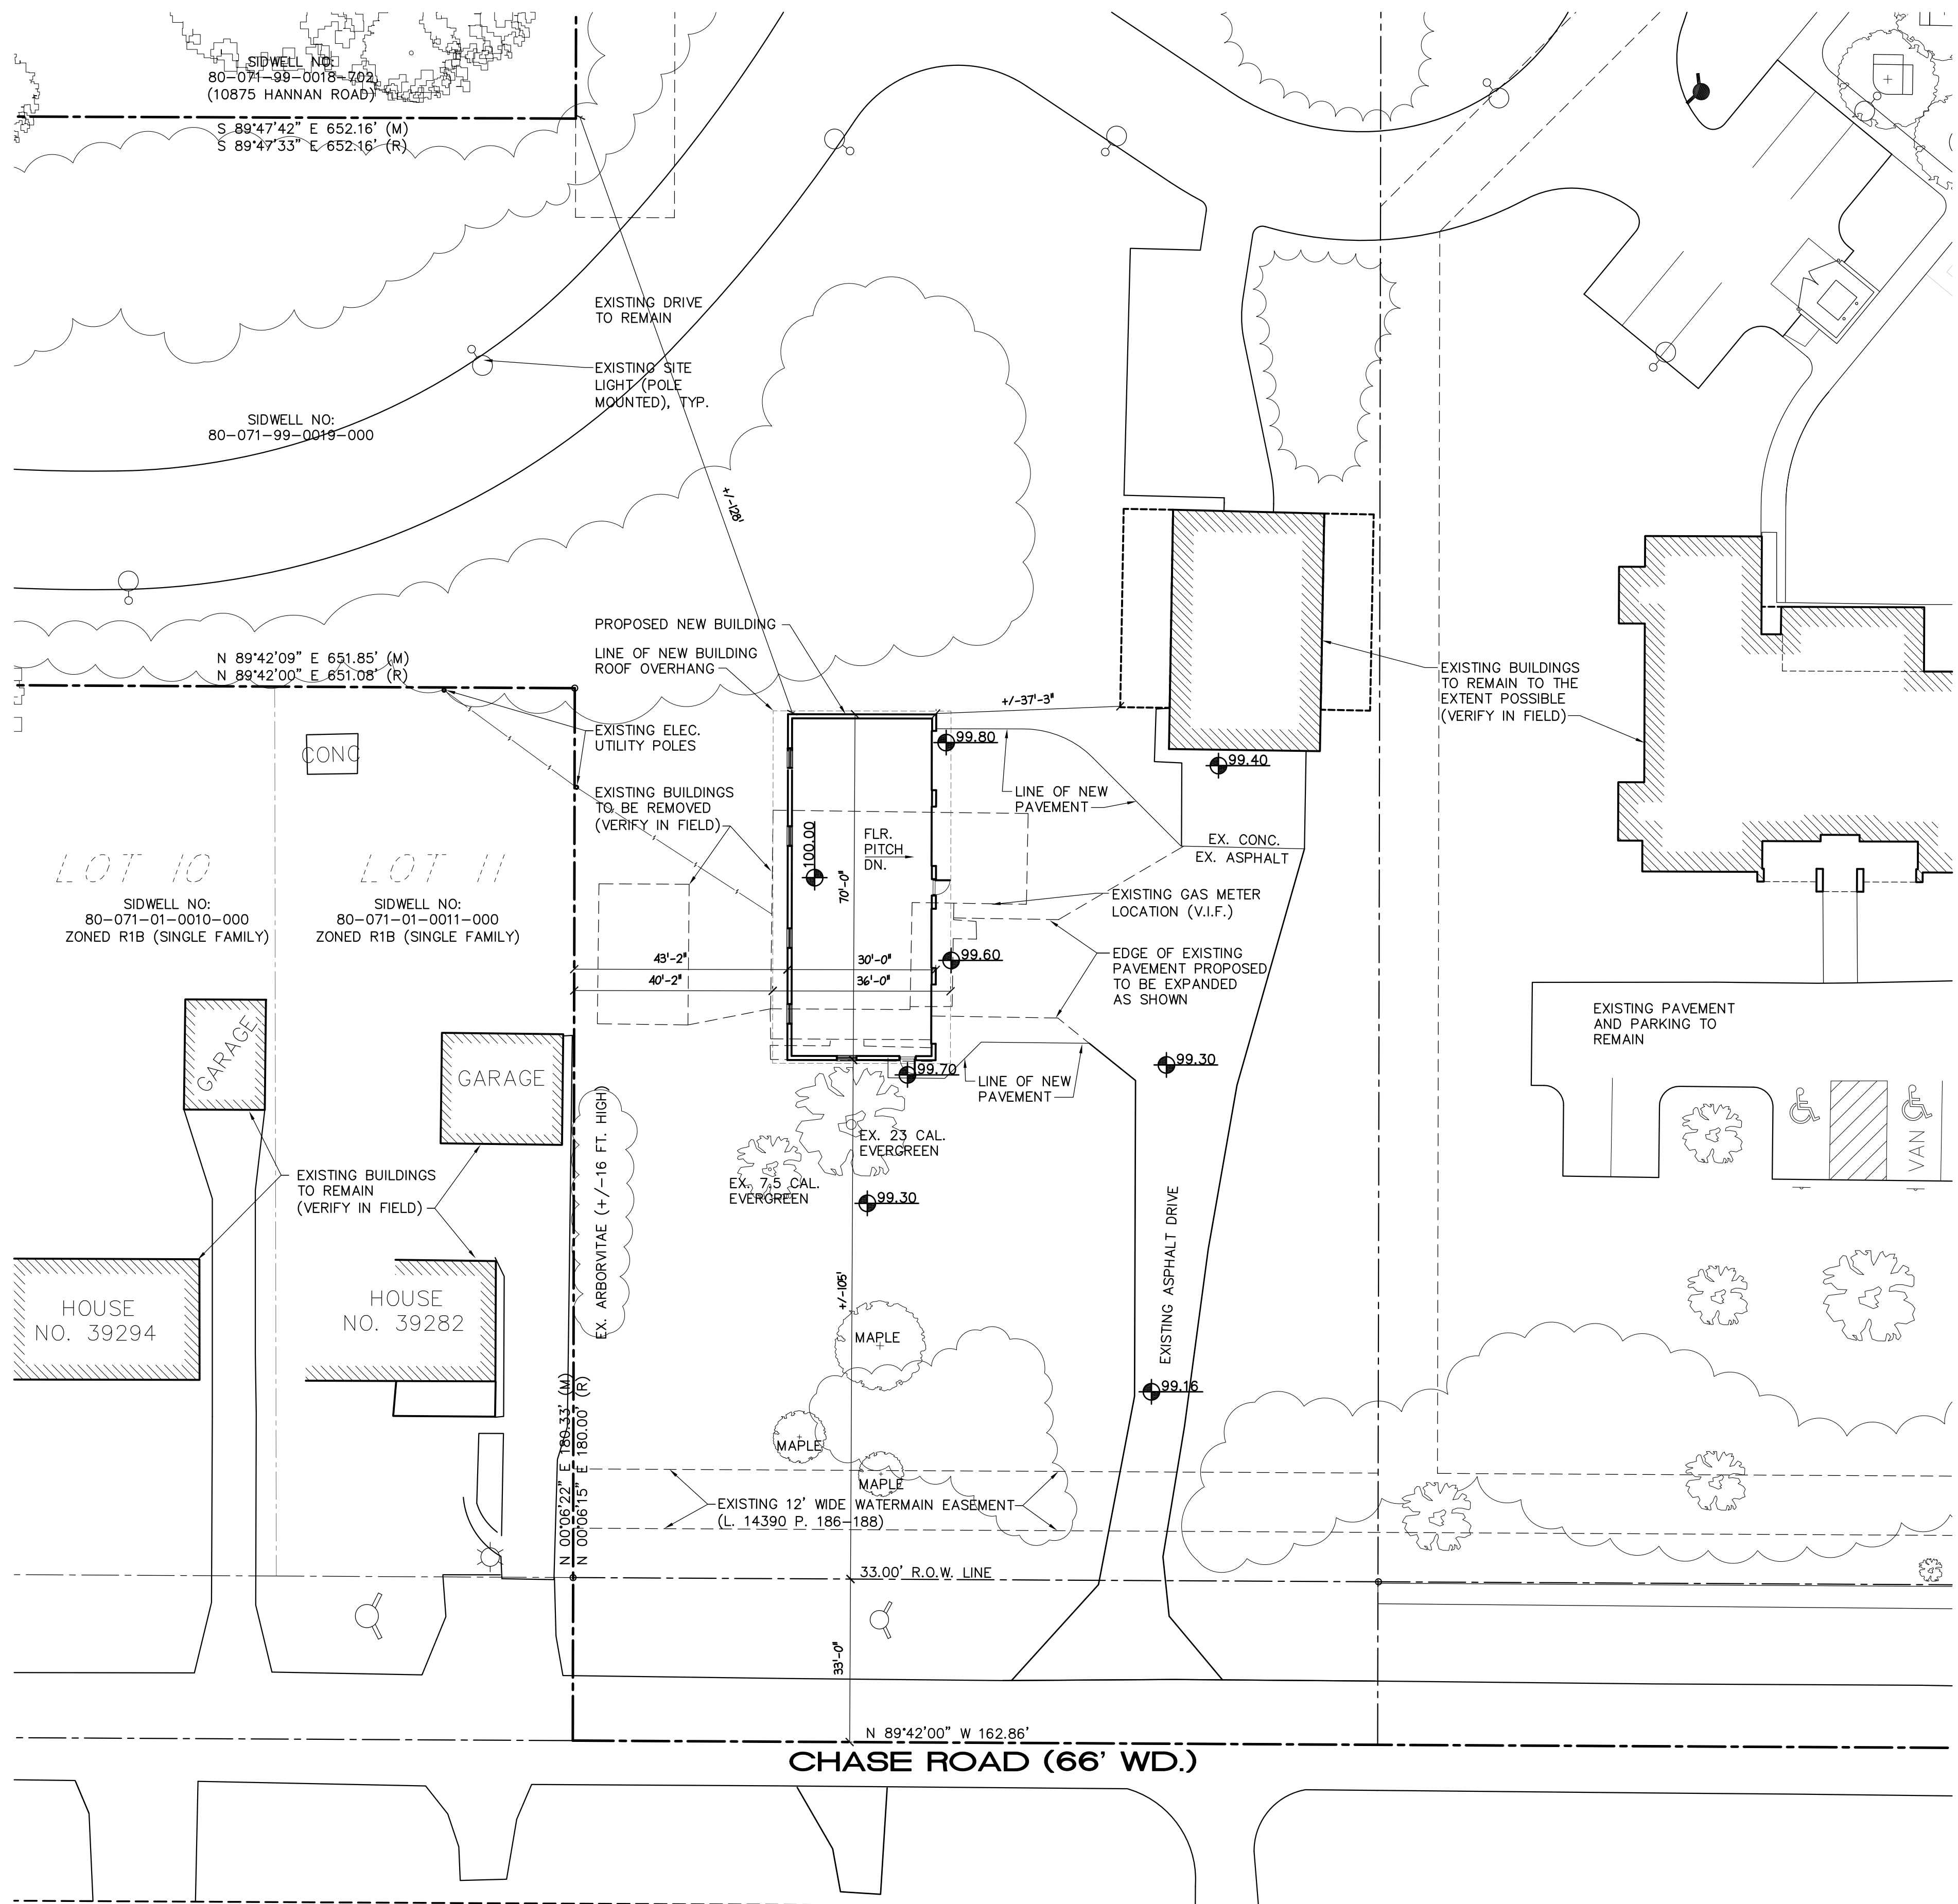 SIDWELL NO:
80-071-99-0018-702
(10875 HANNAN ROAD)
S 89°47'42" E 652.16' (M)
S 89°47'33" E 652.16' (R)
EXISTING DRIVE
TO REMAIN
EXISTING SITE
LIGHT (POLE
MOUNTED), TYP.
SIDWELL NO:
80-071-99-0019-000
+/-128'
PROPOSED NEW BUILDING
LINE OF NEW BUILDING
ROOF OVERHANG
N 89°42'09" E 651.85' (M)
N 89°42'00" E 651.08' (R)
EXISTING BUILDINGS
TO REMAIN TO THE
EXTENT POSSIBLE
(VERIFY IN FIELD)
+/-37'-3"
EXISTING ELEC.
UTILITY POLES
CONC
99.80
99.40
EXISTING BUILDINGS
TO BE REMOVED
(VERIFY IN FIELD)
LINE OF NEW
PAVEMENT
100.00
FLR.
PITCH
DN.
70'-0"
EX. CONC.
EX. ASPHALT
LOT 10
LOT 11
SIDWELL NO:
80-071-01-0010-000
ZONED R1B (SINGLE FAMILY)
SIDWELL NO:
80-071-01-0011-000
ZONED R1B (SINGLE FAMILY)
EXISTING GAS METER
LOCATION (V.I.F.)
43'-2"
30'-0"
40'-2"
36'-0"
99.60
EDGE OF EXISTING
PAVEMENT PROPOSED
TO BE EXPANDED
AS SHOWN
EXISTING PAVEMENT
AND PARKING TO
REMAIN
GARAGE
GARAGE
99.70
99.30
LINE OF NEW
PAVEMENT
VAN
EX. 23 CAL.
EVERGREEN
EX. 7.5 CAL.
EVERGREEN
99.30
EXISTING BUILDINGS
TO REMAIN
(VERIFY IN FIELD)
EX. ARBORVITAE (+/-16 FT. HIGH)
EXISTING ASPHALT DRIVE
+/-105'
HOUSE
NO. 39294
HOUSE
NO. 39282
MAPLE
99.16
N 00°06'22" E 180.33' (M)
N 00°06'15" E 180.00' (R)
MAPLE
MAPLE
EXISTING 12' WIDE WATERMAIN EASEMENT
(L. 14390 P. 186-188)
33.00' R.O.W. LINE
33'-0"
N 89°42'00" W 162.86'
CHASE ROAD (66' WD.)